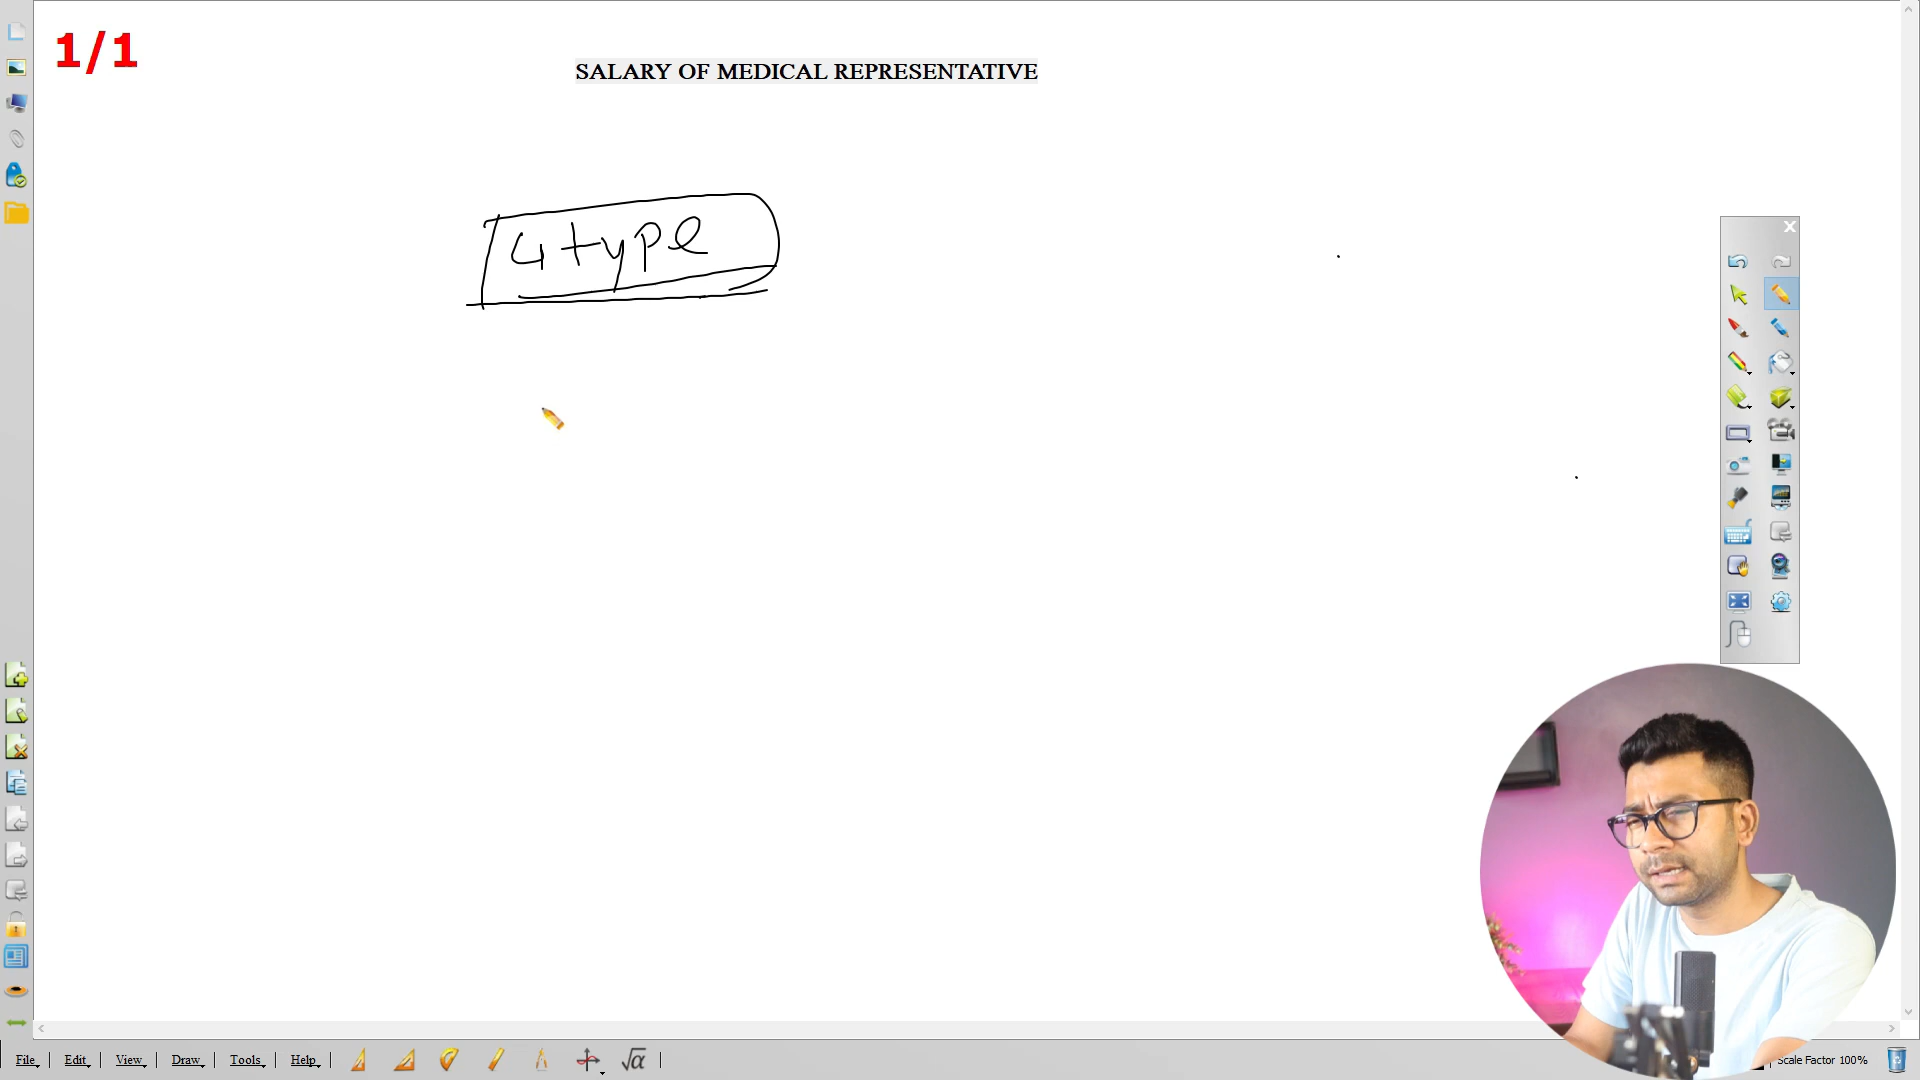 1/1
SALARY OF MEDICAL REPRESENTATIVE
4 type
File Edit View Draw Tools Help √α Scale Factor 100%